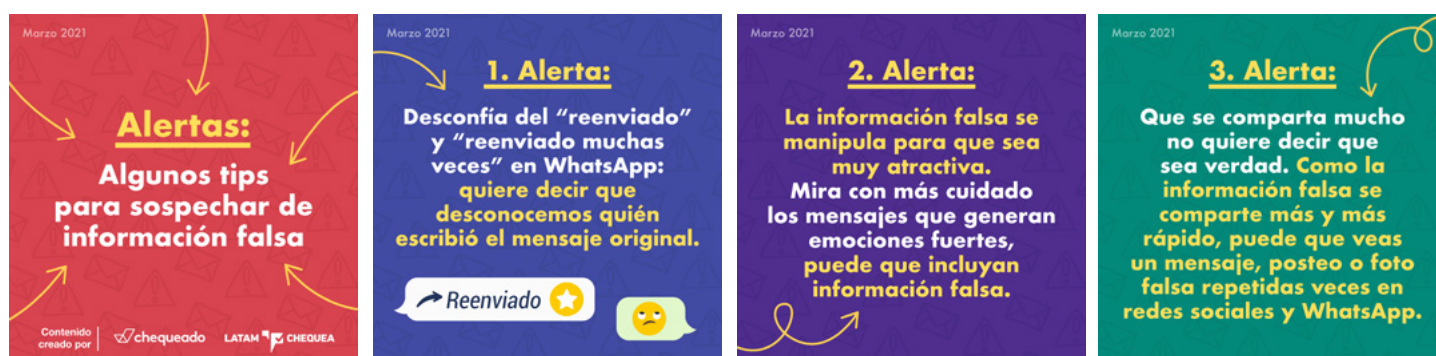 Marzo 2021
Alertas:
Algunos tips
para sospechar de
información falsa
Contenido
creado por
chequeado
LATAM CHEQUEA
Marzo 2021
1. Alerta:
Desconfía del “reenviado”
y “reenviado muchas
veces” en WhatsApp:
quiere decir que
desconocemos quién
escribió el mensaje original.
Reenviado
Marzo 2021
2. Alerta:
La información falsa se
manipula para que sea
muy atractiva.
Mira con más cuidado
los mensajes que generan
emociones fuertes,
puede que incluyan
información falsa.
Marzo 2021
3. Alerta:
Que se comparta mucho
no quiere decir que
sea verdad. Como la
información falsa se
comparte más y más
rápido, puede que veas
un mensaje, posteo o foto
falsa repetidas veces en
redes sociales y WhatsApp.